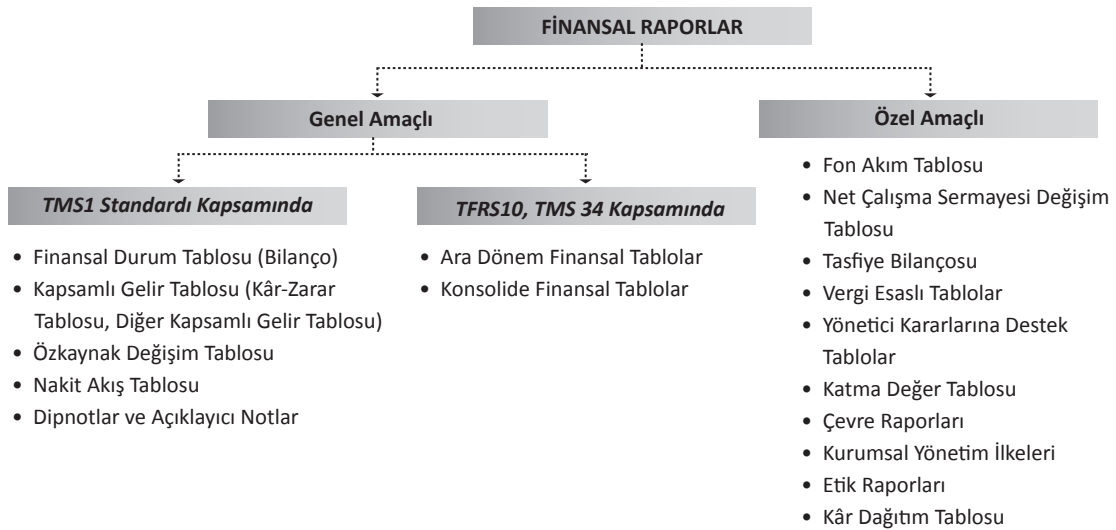 FİNANSAL RAPORLAR
Genel Amaçlı
Özel Amaçlı
TMS1 Standardı Kapsamında
• Finansal Durum Tablosu (Bilanço)
• Kapsamlı Gelir Tablosu (Kâr-Zarar
Tablosu, Diğer Kapsamlı Gelir Tablosu)
• Özkaynak Değişim Tablosu
• Nakit Akış Tablosu
• Dipnotlar ve Açıklayıcı Notlar
TFRS10, TMS 34 Kapsamında
• Ara Dönem Finansal Tablolar
• Konsolide Finansal Tablolar
• Fon Akım Tablosu
• Net Çalışma Sermayesi Değişim
Tablosu
• Tasfiye Bilançosu
• Vergi Esaslı Tablolar
• Yönetici Kararlarına Destek
Tablolar
• Katma Değer Tablosu
• Çevre Raporları
• Kurumsal Yönetim İlkeleri
• Etik Raporları
• Kâr Dağıtım Tablosu